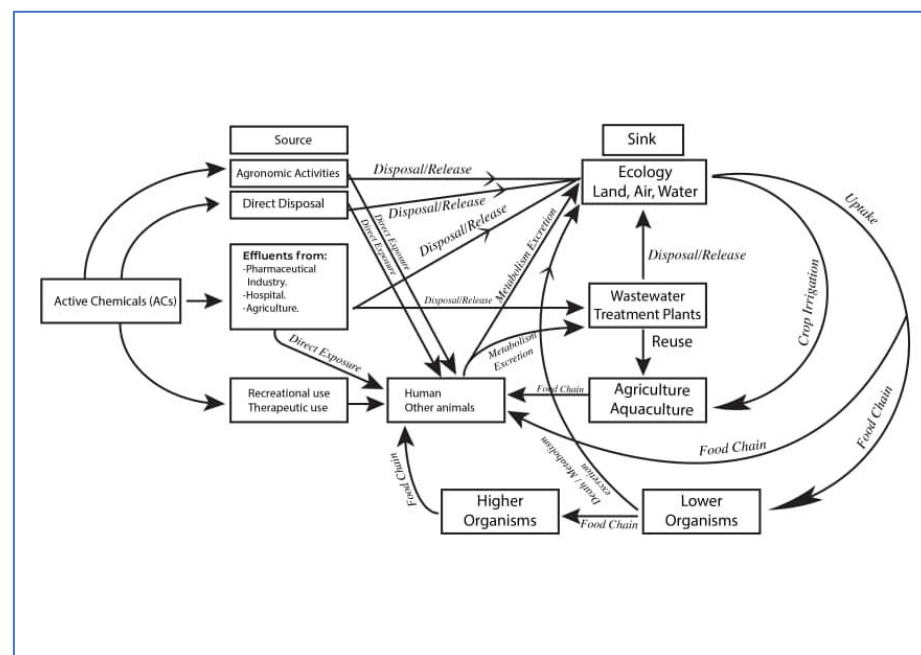 Source
Sink
Agronomic Activities
Disposal/Release
Ecology
Land, Air, Water
Direct Disposal
Disposal/Release
Direct Exposure
Direct Exposure
Disposal/Release
Metabolism Excretion
Uptake
Effluents from:
-Pharmaceutical
Industry.
-Hospital.
-Agriculture.
Active Chemicals (ACs)
Disposal/Release
Disposal/Release
Wastewater
Treatment Plants
Crop Irrigation
Direct Exposure
Metabolism
Excretion
Reuse
Recreational use
Therapeutic use
Human
Other animals
Food Chain
Agriculture
Aquaculture
Food Chain
Food Chain
Death / Metabolism
excretion
Food Chain
Higher
Organisms
Food Chain
Lower
Organisms